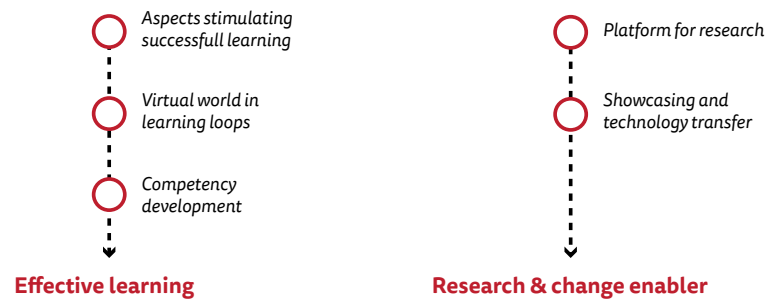 Aspects stimulating
successfull learning
Virtual world in
learning loops
Competency
development
Effective learning
Platform for research
Showcasing and
technology transfer
Research & change enabler